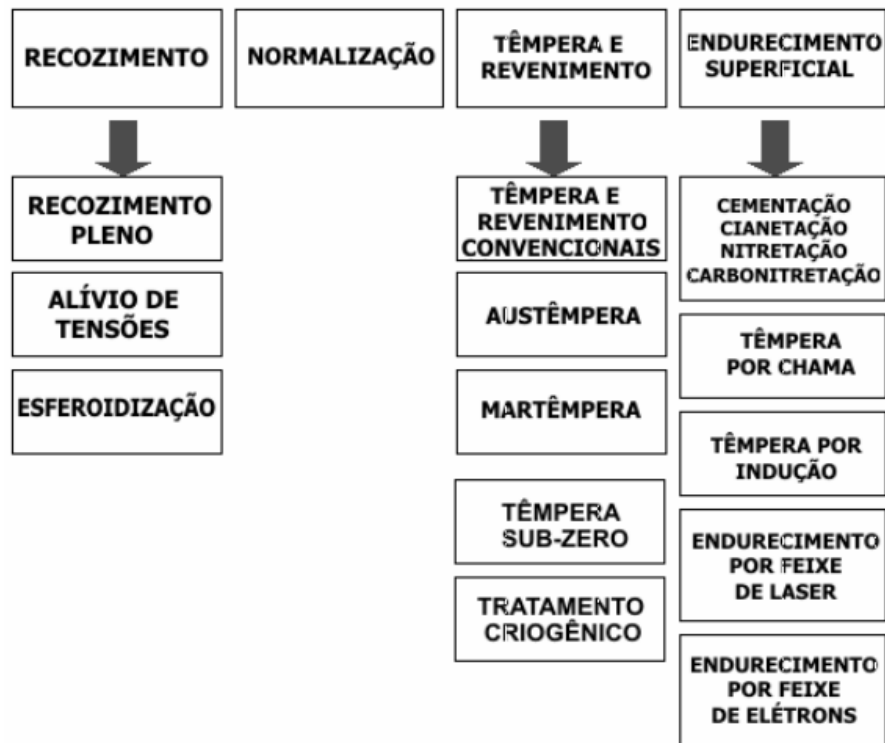 RECOZIMENTO
NORMALIZAÇÃO
TÊMPERA E
REVENIMENTO
ENDURECIMENTO
SUPERFICIAL
RECOZIMENTO
PLENO
ALÍVIO DE
TENSÕES
ESFEROIDIZAÇÃO
TÊMPERA E
REVENIMENTO
CONVENCIONAIS
AUSTÊMPERA
MARTÊMPERA
TÊMPERA
SUB-ZERO
TRATAMENTO
CRIOGÊNICO
CEMENTAÇÃO
CIANETAÇÃO
NITRETAÇÃO
CARBONITRETAÇÃO
TÊMPERA
POR CHAMA
TÊMPERA POR
INDUÇÃO
ENDURECIMENTO
POR FEIXE
DE LASER
ENDURECIMENTO
POR FEIXE
DE ELÉTRONS